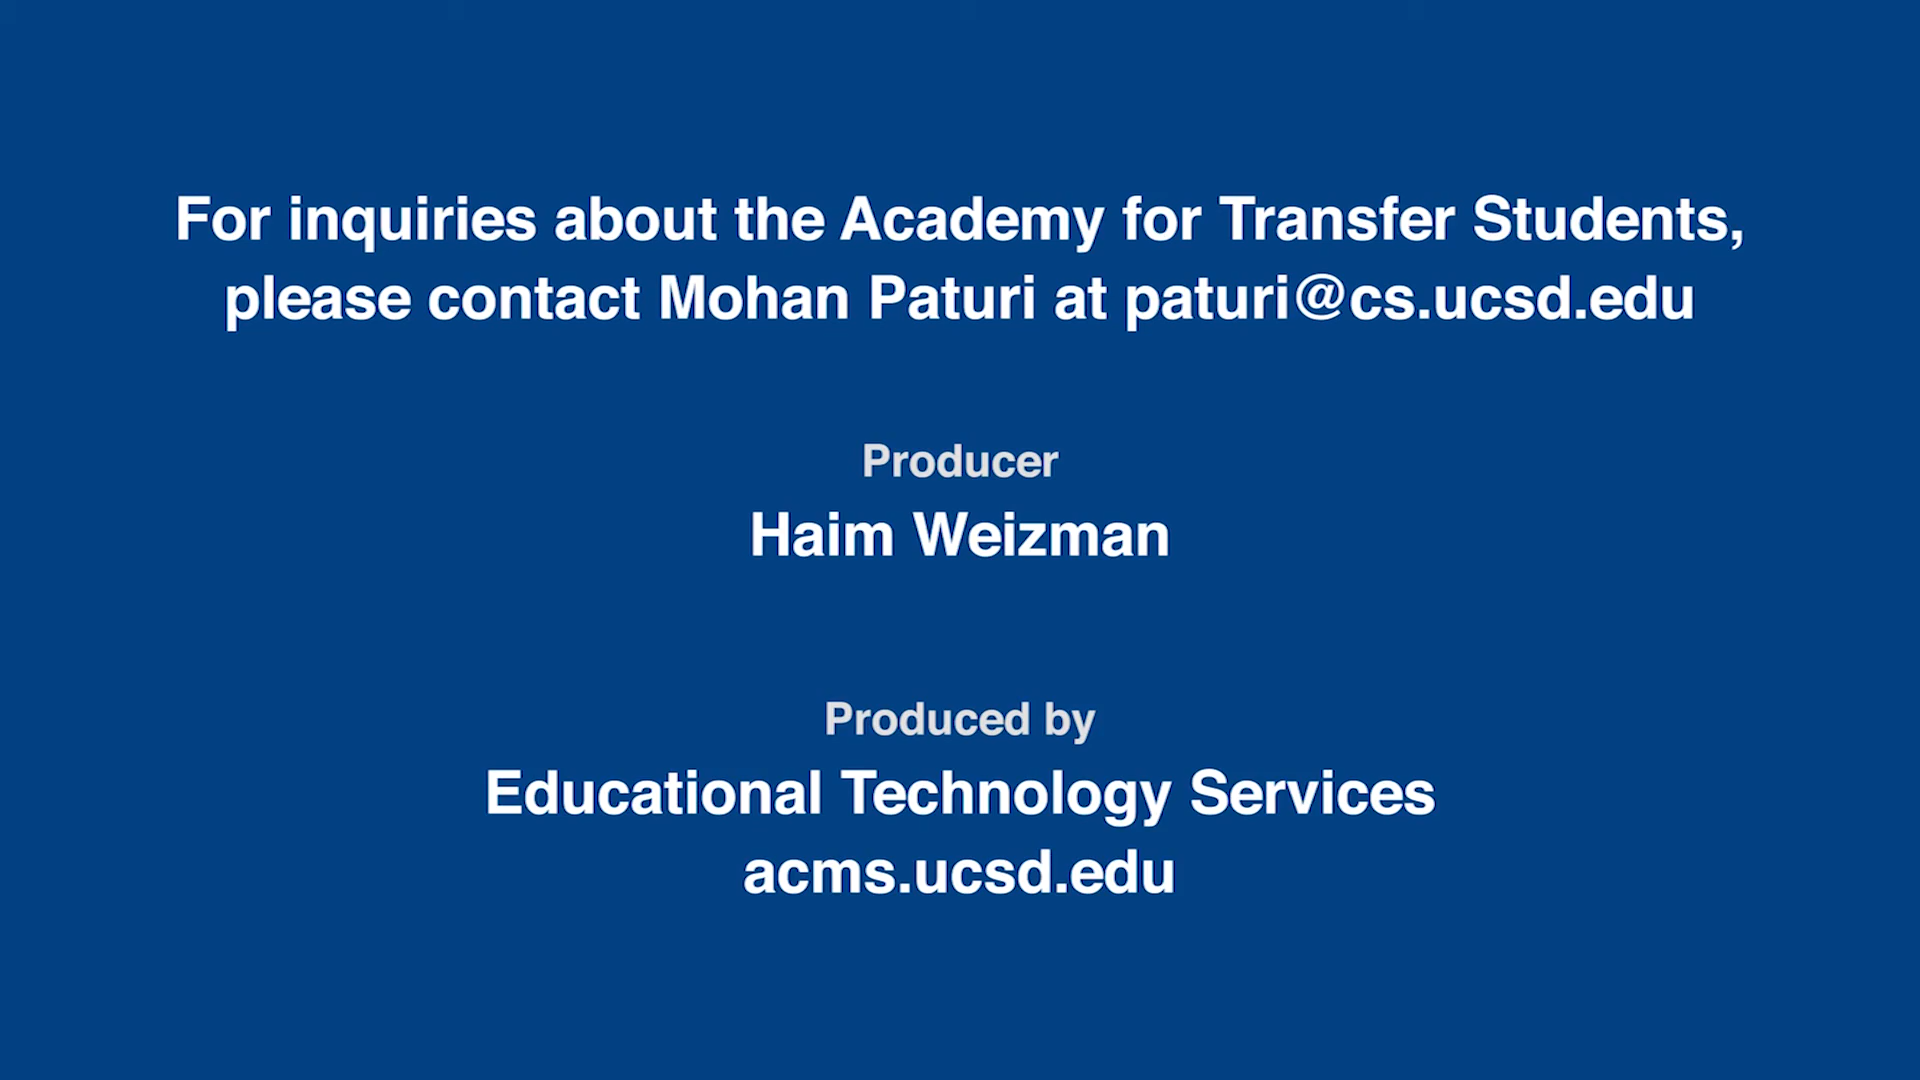 For inquiries about the Academy for Transfer Students,
please contact Mohan Paturi at paturi@cs.ucsd.edu
Producer
Haim Weizman
Produced by
Educational Technology Services
acms.ucsd.edu